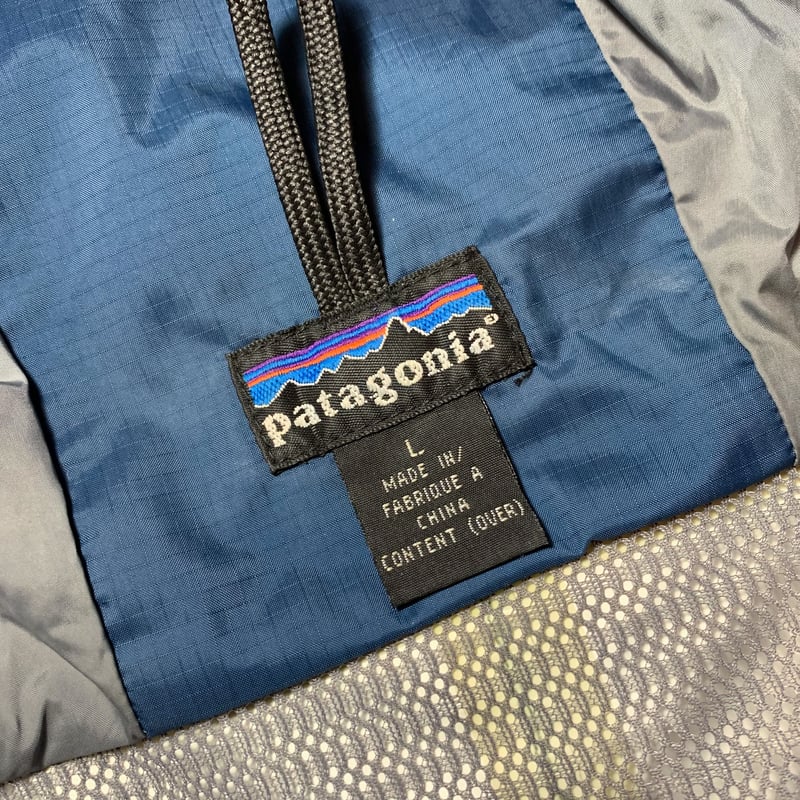 patagonia®
L
MADE IN/
FABRIQUE A
CHINA
CONTENT (OVER)